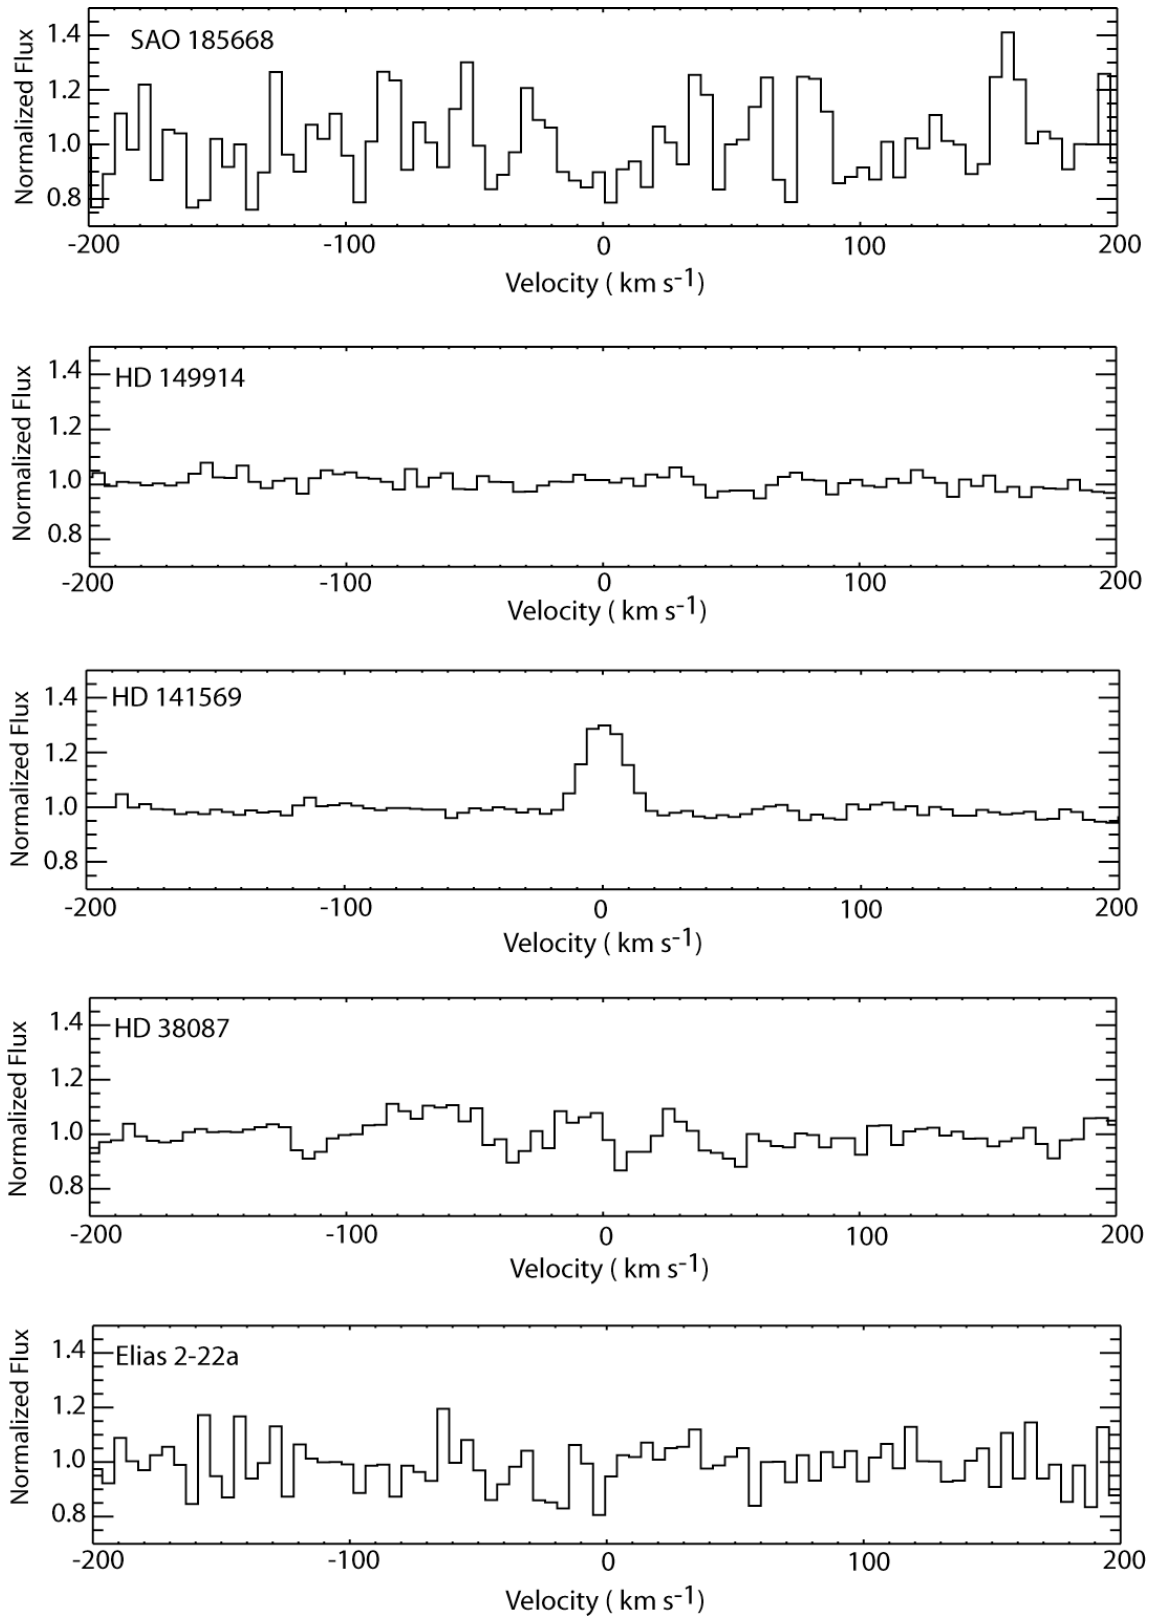 Normalized Flux
SAO 185668
1.4
1.2
1.0
0.8
-200 -100 0 100 200
Velocity ( km s-1)
Normalized Flux
HD 149914
1.4
1.2
1.0
0.8
-200 -100 0 100 200
Velocity ( km s-1)
Normalized Flux
HD 141569
1.4
1.2
1.0
0.8
-200 -100 0 100 200
Velocity ( km s-1)
Normalized Flux
HD 38087
1.4
1.2
1.0
0.8
-200 -100 0 100 200
Velocity ( km s-1)
Normalized Flux
Elias 2-22a
1.4
1.2
1.0
0.8
-200 -100 0 100 200
Velocity ( km s-1)